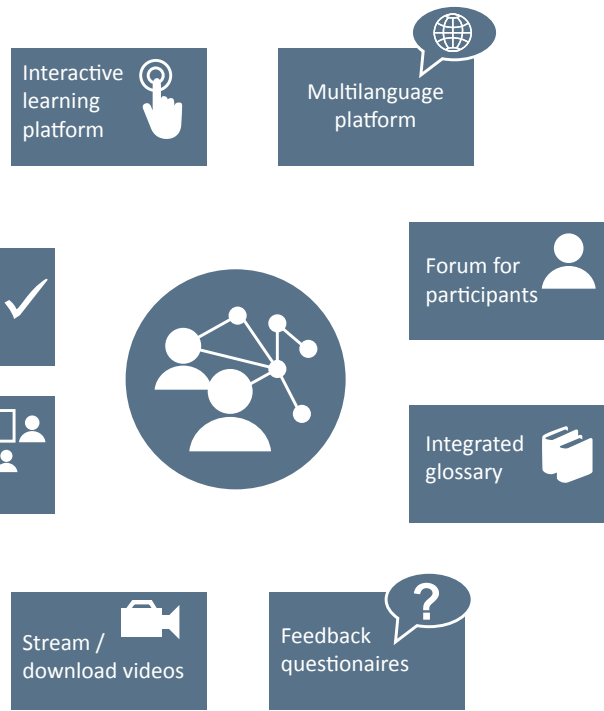 Interactive
learning
platform
Multilanguage
platform
Forum for
participants
Integrated
glossary
Stream /
download videos
Feedback
questionaires
?